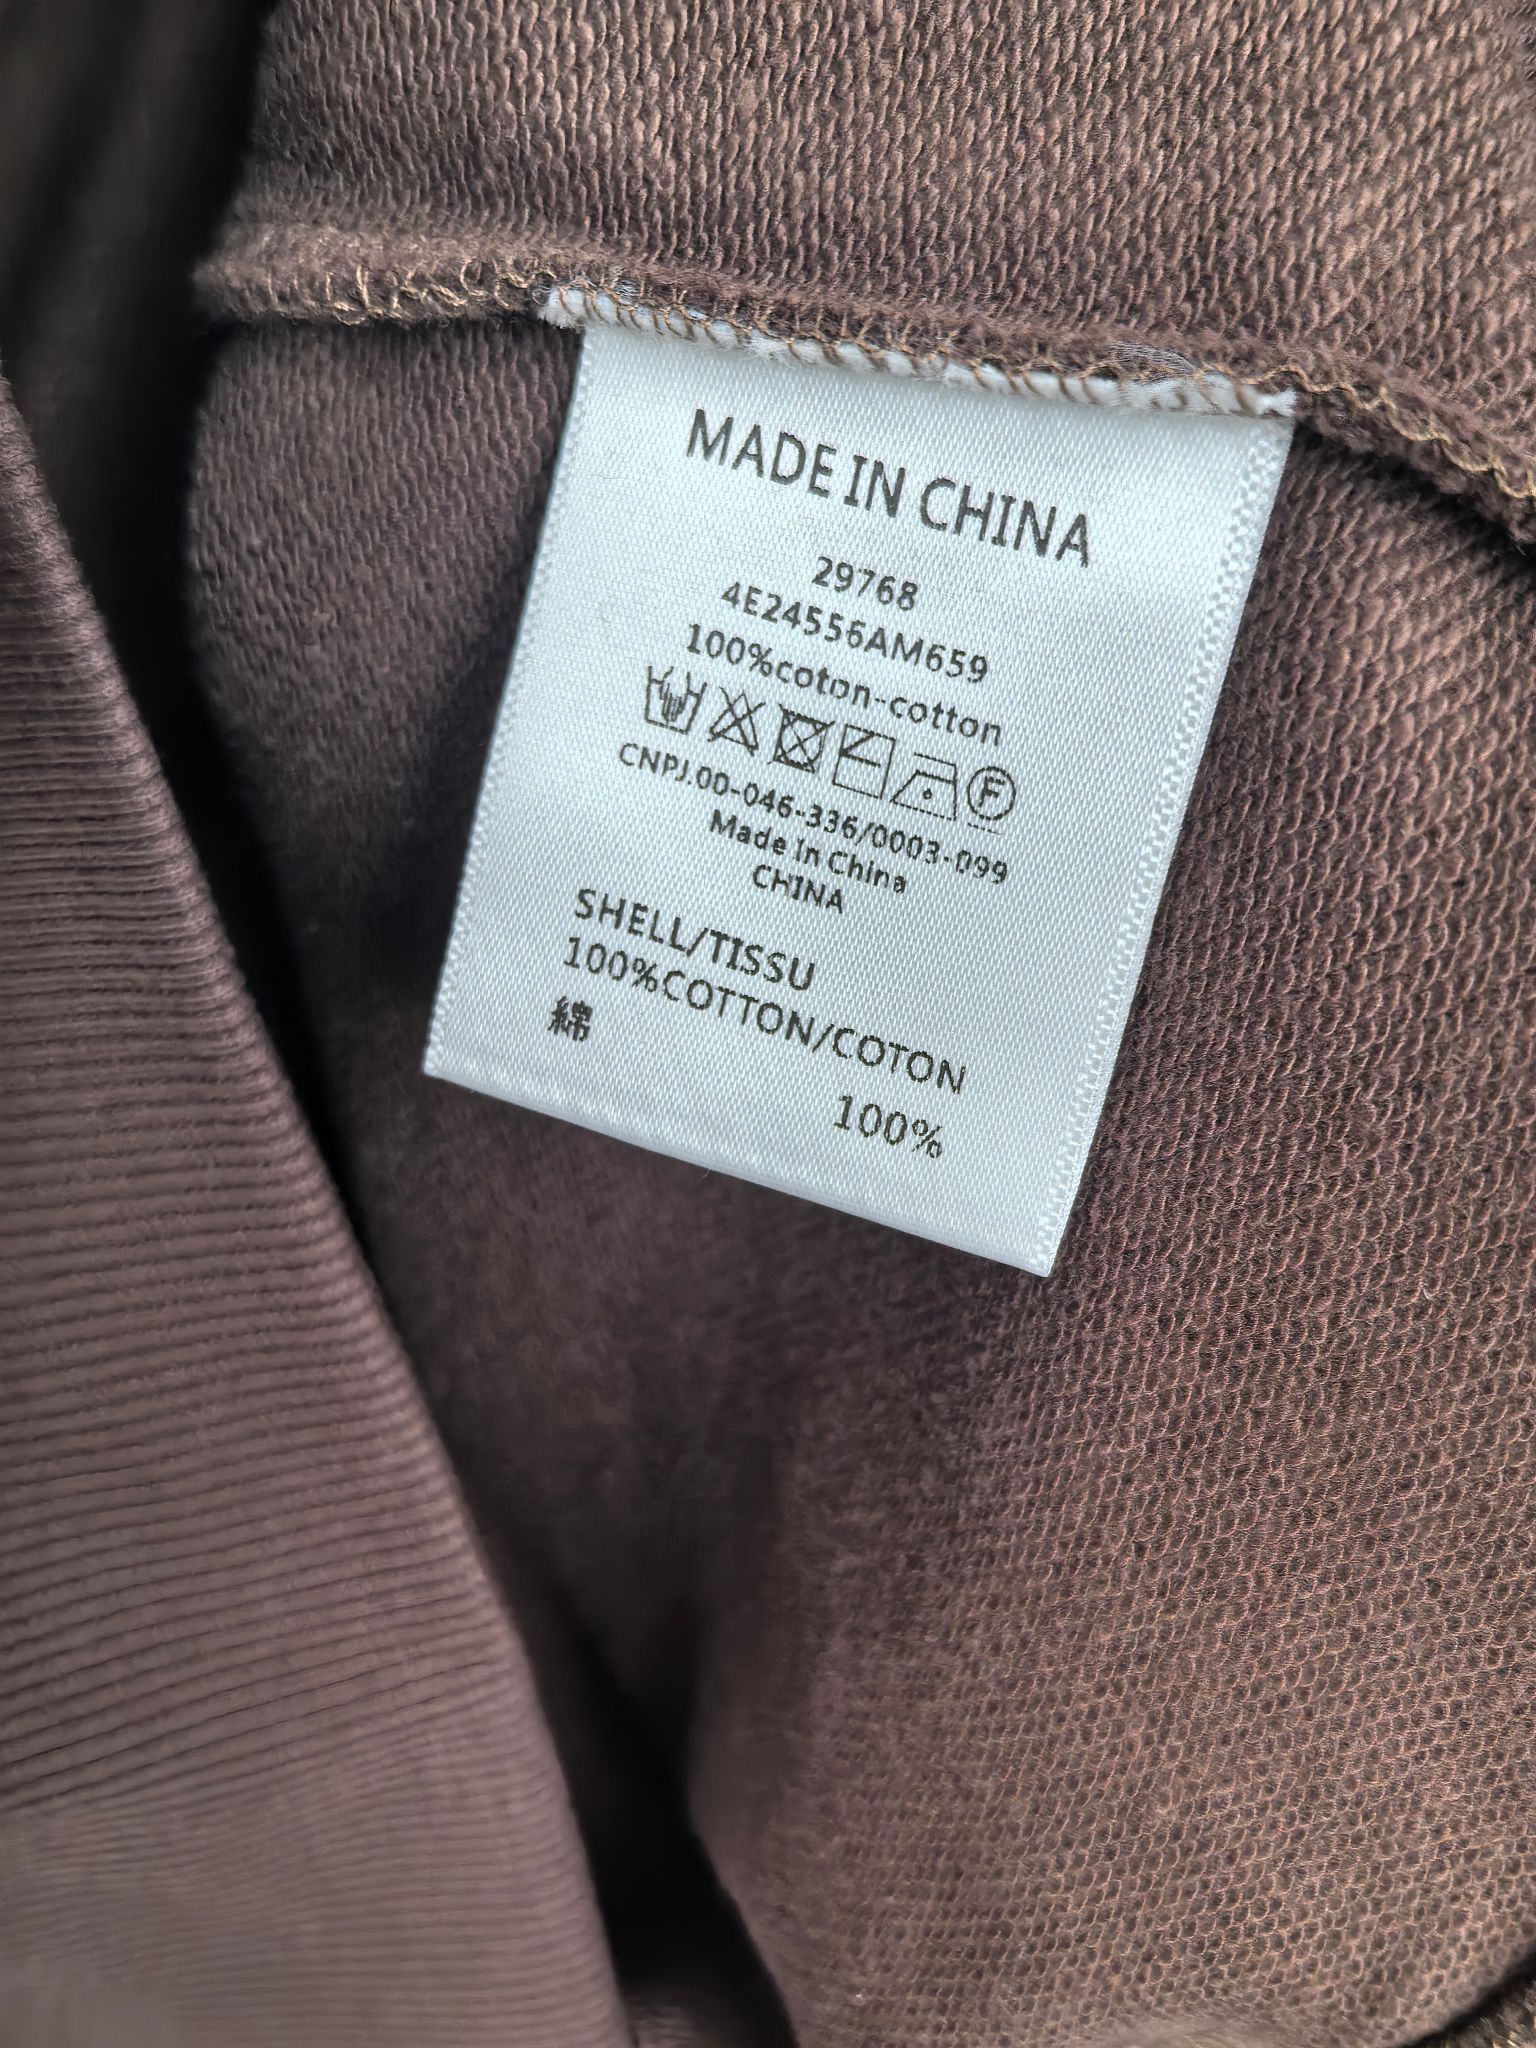 MADE IN CHINA
29768
4E24556AM659
100%coton-cotton
F
CNPJ.00-046-336/0003-099
Made In China
CHINA
SHELL/TISSU
100%COTTON/COTON
綿
100%